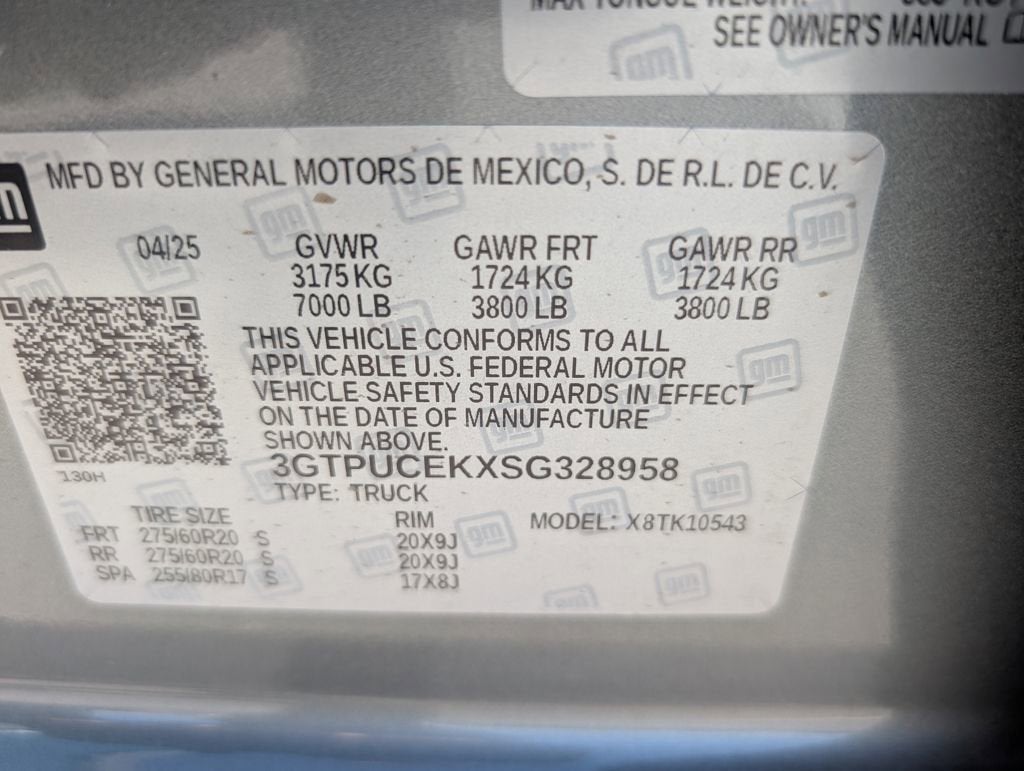 SEE OWNER'S MANUAL
MFD BY GENERAL MOTORS DE MEXICO, S. DE R.L. DE C.V.
04/25 GVWR GAWR FRT GAWR RR
3175 KG 1724 KG 1724 KG
7000 LB 3800 LB 3800 LB
THIS VEHICLE CONFORMS TO ALL
APPLICABLE U.S. FEDERAL MOTOR
VEHICLE SAFETY STANDARDS IN EFFECT
ON THE DATE OF MANUFACTURE
SHOWN ABOVE.
3GTPUCEKXSG328958
130H
TYPE: TRUCK
TIRE SIZE RIM MODEL: X8TK10543
FRT 275/60R20 S 20X9J
RR 275/60R20 S 20X9J
SPA 255/80R17 S 17X8J